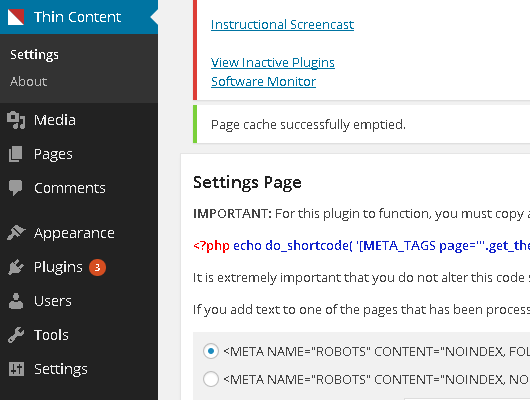 Thin Content
Settings
About
Media
Pages
Comments
Appearance
Plugins 3
Users
Tools
Settings
Instructional Screencast
View Inactive Plugins
Software Monitor
Page cache successfully emptied.
Settings Page
IMPORTANT: For this plugin to function, you must copy
<?php echo do_shortcode( '[META_TAGS page="'.get_the
It is extremely important that you do not alter this code
If you add text to one of the pages that has been proces
<META NAME="ROBOTS" CONTENT="NOINDEX, FOL
<META NAME="ROBOTS" CONTENT="NOINDEX, NO